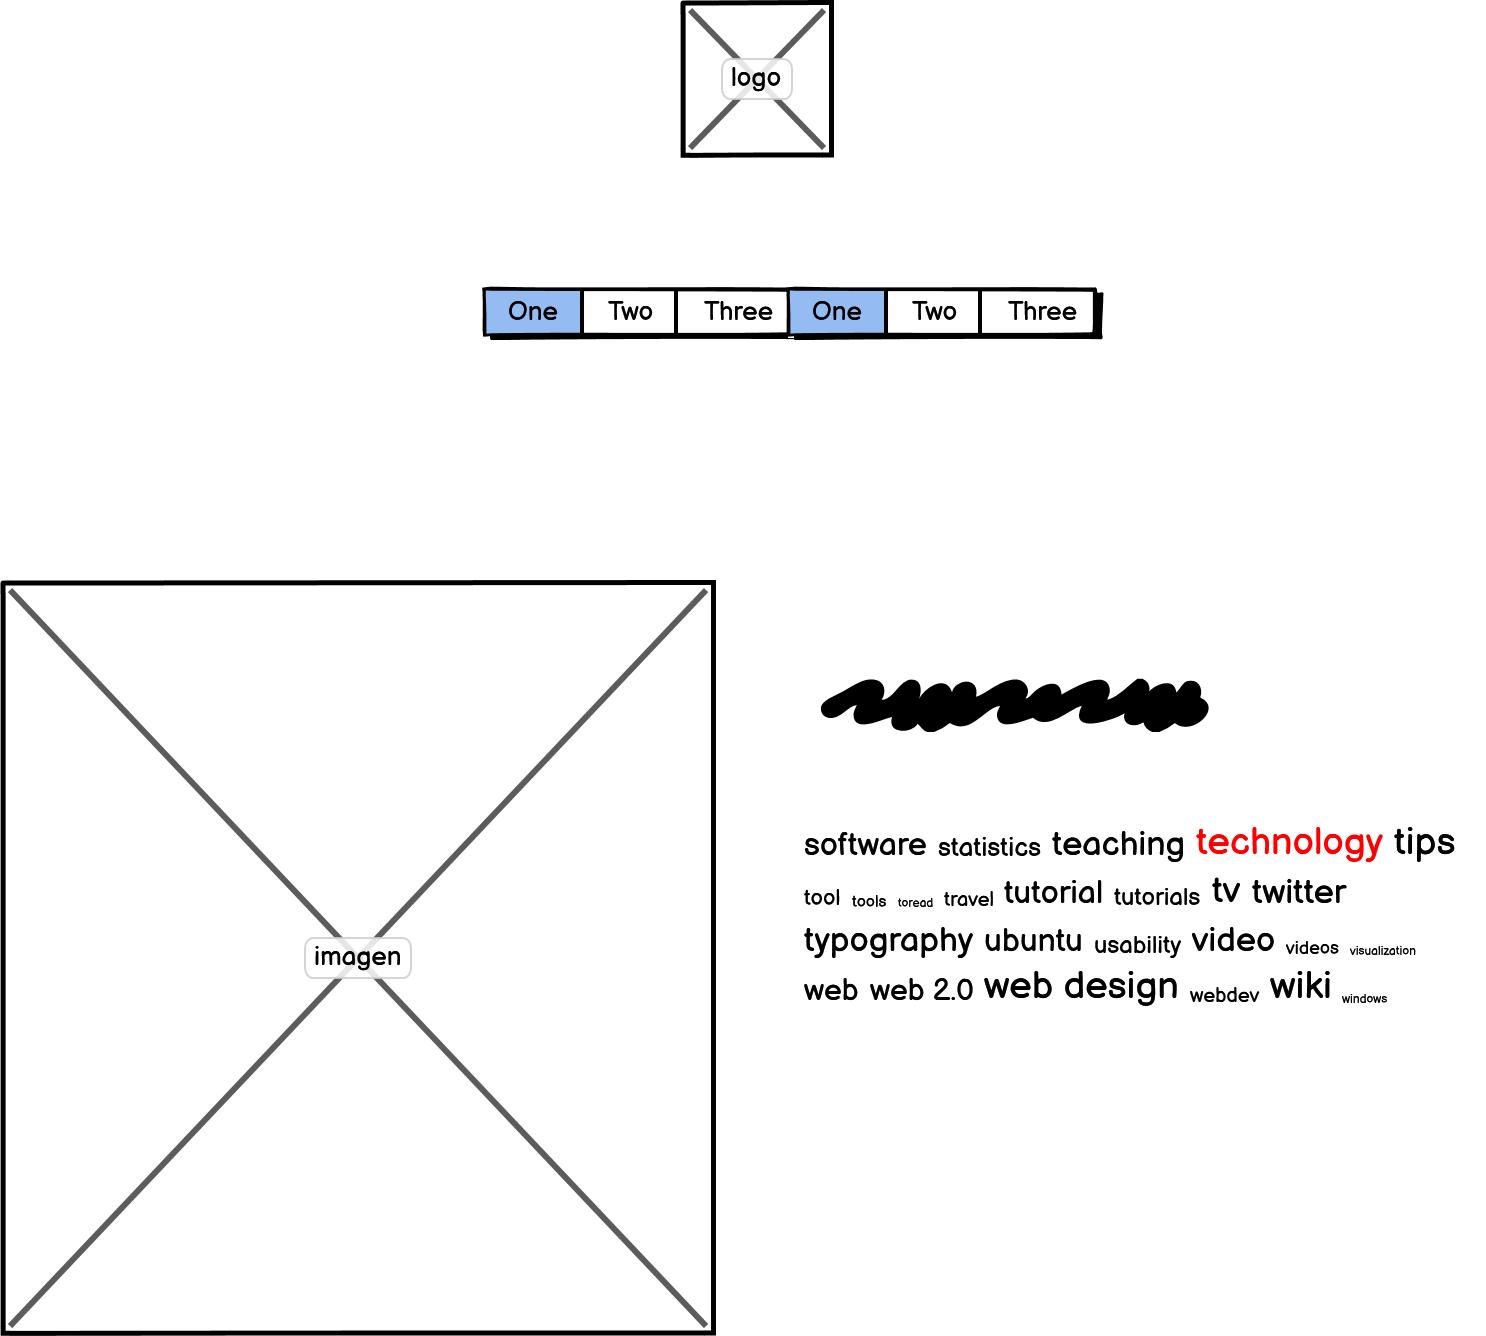 logo
One Two Three One Two Three
imagen
software statistics teaching technology tips
tool tools toread travel tutorial tutorials tv twitter
typography ubuntu usability video videos visualization
web web 2.0 web design webdev wiki windows